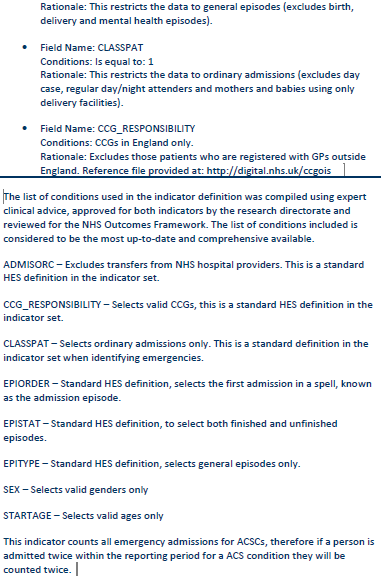 Rationale: This restricts the data to general episodes (excludes birth,
delivery and mental health episodes).
• Field Name: CLASSPAT
Conditions: Is equal to: 1
Rationale: This restricts the data to ordinary admissions (excludes day
case, regular day/night attenders and mothers and babies using only
delivery facilities).
• Field Name: CCG_RESPONSIBILITY
Conditions: CCGs in England only.
Rationale: Excludes those patients who are registered with GPs outside
England. Reference file provided at: http://digital.nhs.uk/ccgois
The list of conditions used in the indicator definition was compiled using expert
clinical advice, approved for both indicators by the research directorate and
reviewed for the NHS Outcomes Framework. The list of conditions included is
considered to be the most up-to-date and comprehensive available.
ADMISORC – Excludes transfers from NHS hospital providers. This is a standard
HES definition in the indicator set.
CCG_RESPONSIBILITY – Selects valid CCGs, this is a standard HES definition in the
indicator set.
CLASSPAT – Selects ordinary admissions only. This is a standard definition in the
indicator set when identifying emergencies.
EPIORDER – Standard HES definition, selects the first admission in a spell, known
as the admission episode.
EPISTAT – Standard HES definition, to select both finished and unfinished
episodes.
EPITYPE – Standard HES definition, selects general episodes only.
SEX – Selects valid genders only
STARTAGE – Selects valid ages only
This indicator counts all emergency admissions for ACSCs, therefore if a person is
admitted twice within the reporting period for a ACS condition they will be
counted twice.